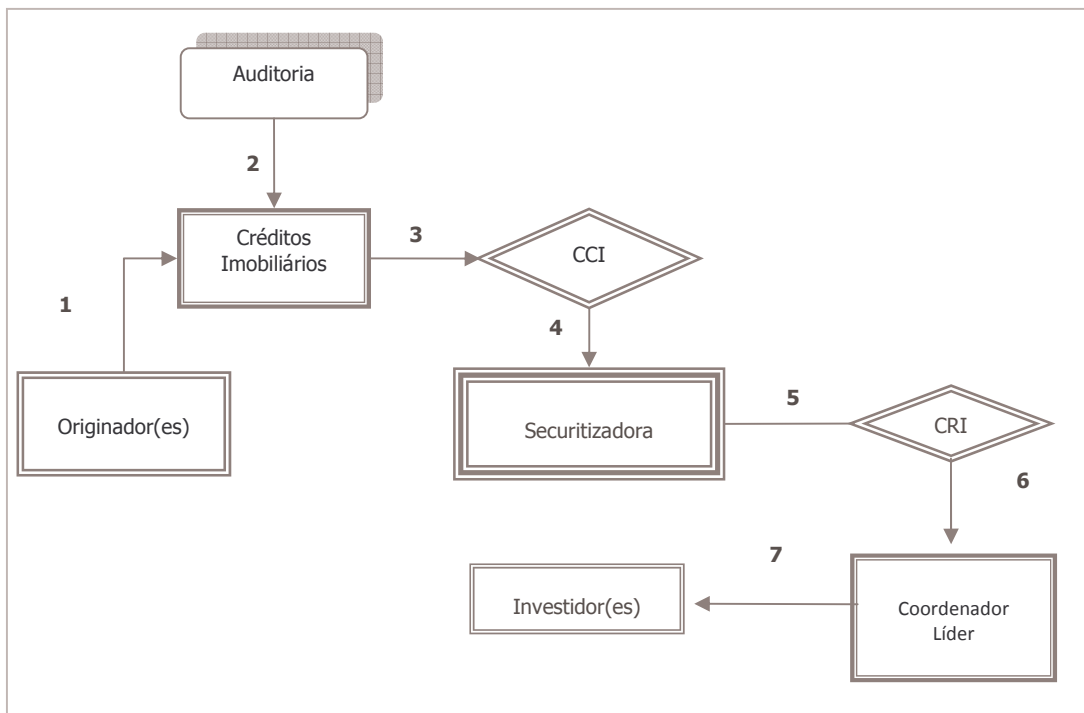 Auditoria
2
Créditos
Imobiliários
3
CCI
1
4
Originador(es)
Securitizadora
5
CRI
6
7
Investidor(es)
Coordenador
Líder